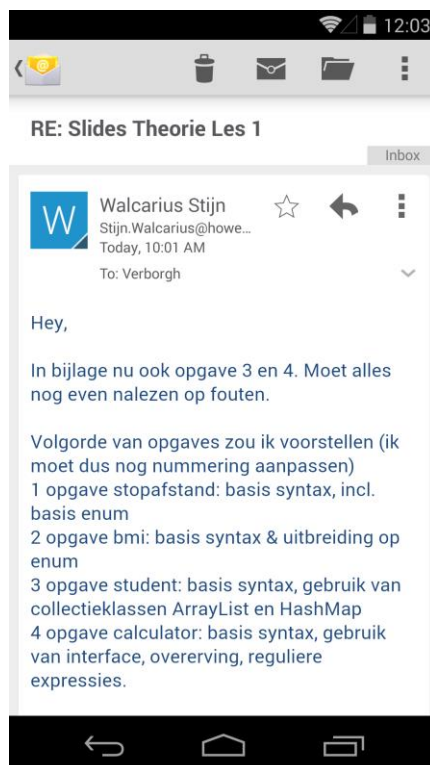 12:03
RE: Slides Theorie Les 1
Inbox
W
Walcarius Stijn
Stijn.Walcarius@howe...
Today, 10:01 AM
To: Verborgh
Hey,
In bijlage nu ook opgave 3 en 4. Moet alles
nog even nalezen op fouten.
Volgorde van opgaves zou ik voorstellen (ik
moet dus nog nummering aanpassen)
1 opgave stopafstand: basis syntax, incl.
basis enum
2 opgave bmi: basis syntax & uitbreiding op
enum
3 opgave student: basis syntax, gebruik van
collectieklassen ArrayList en HashMap
4 opgave calculator: basis syntax, gebruik
van interface, overerving, reguliere
expressies.